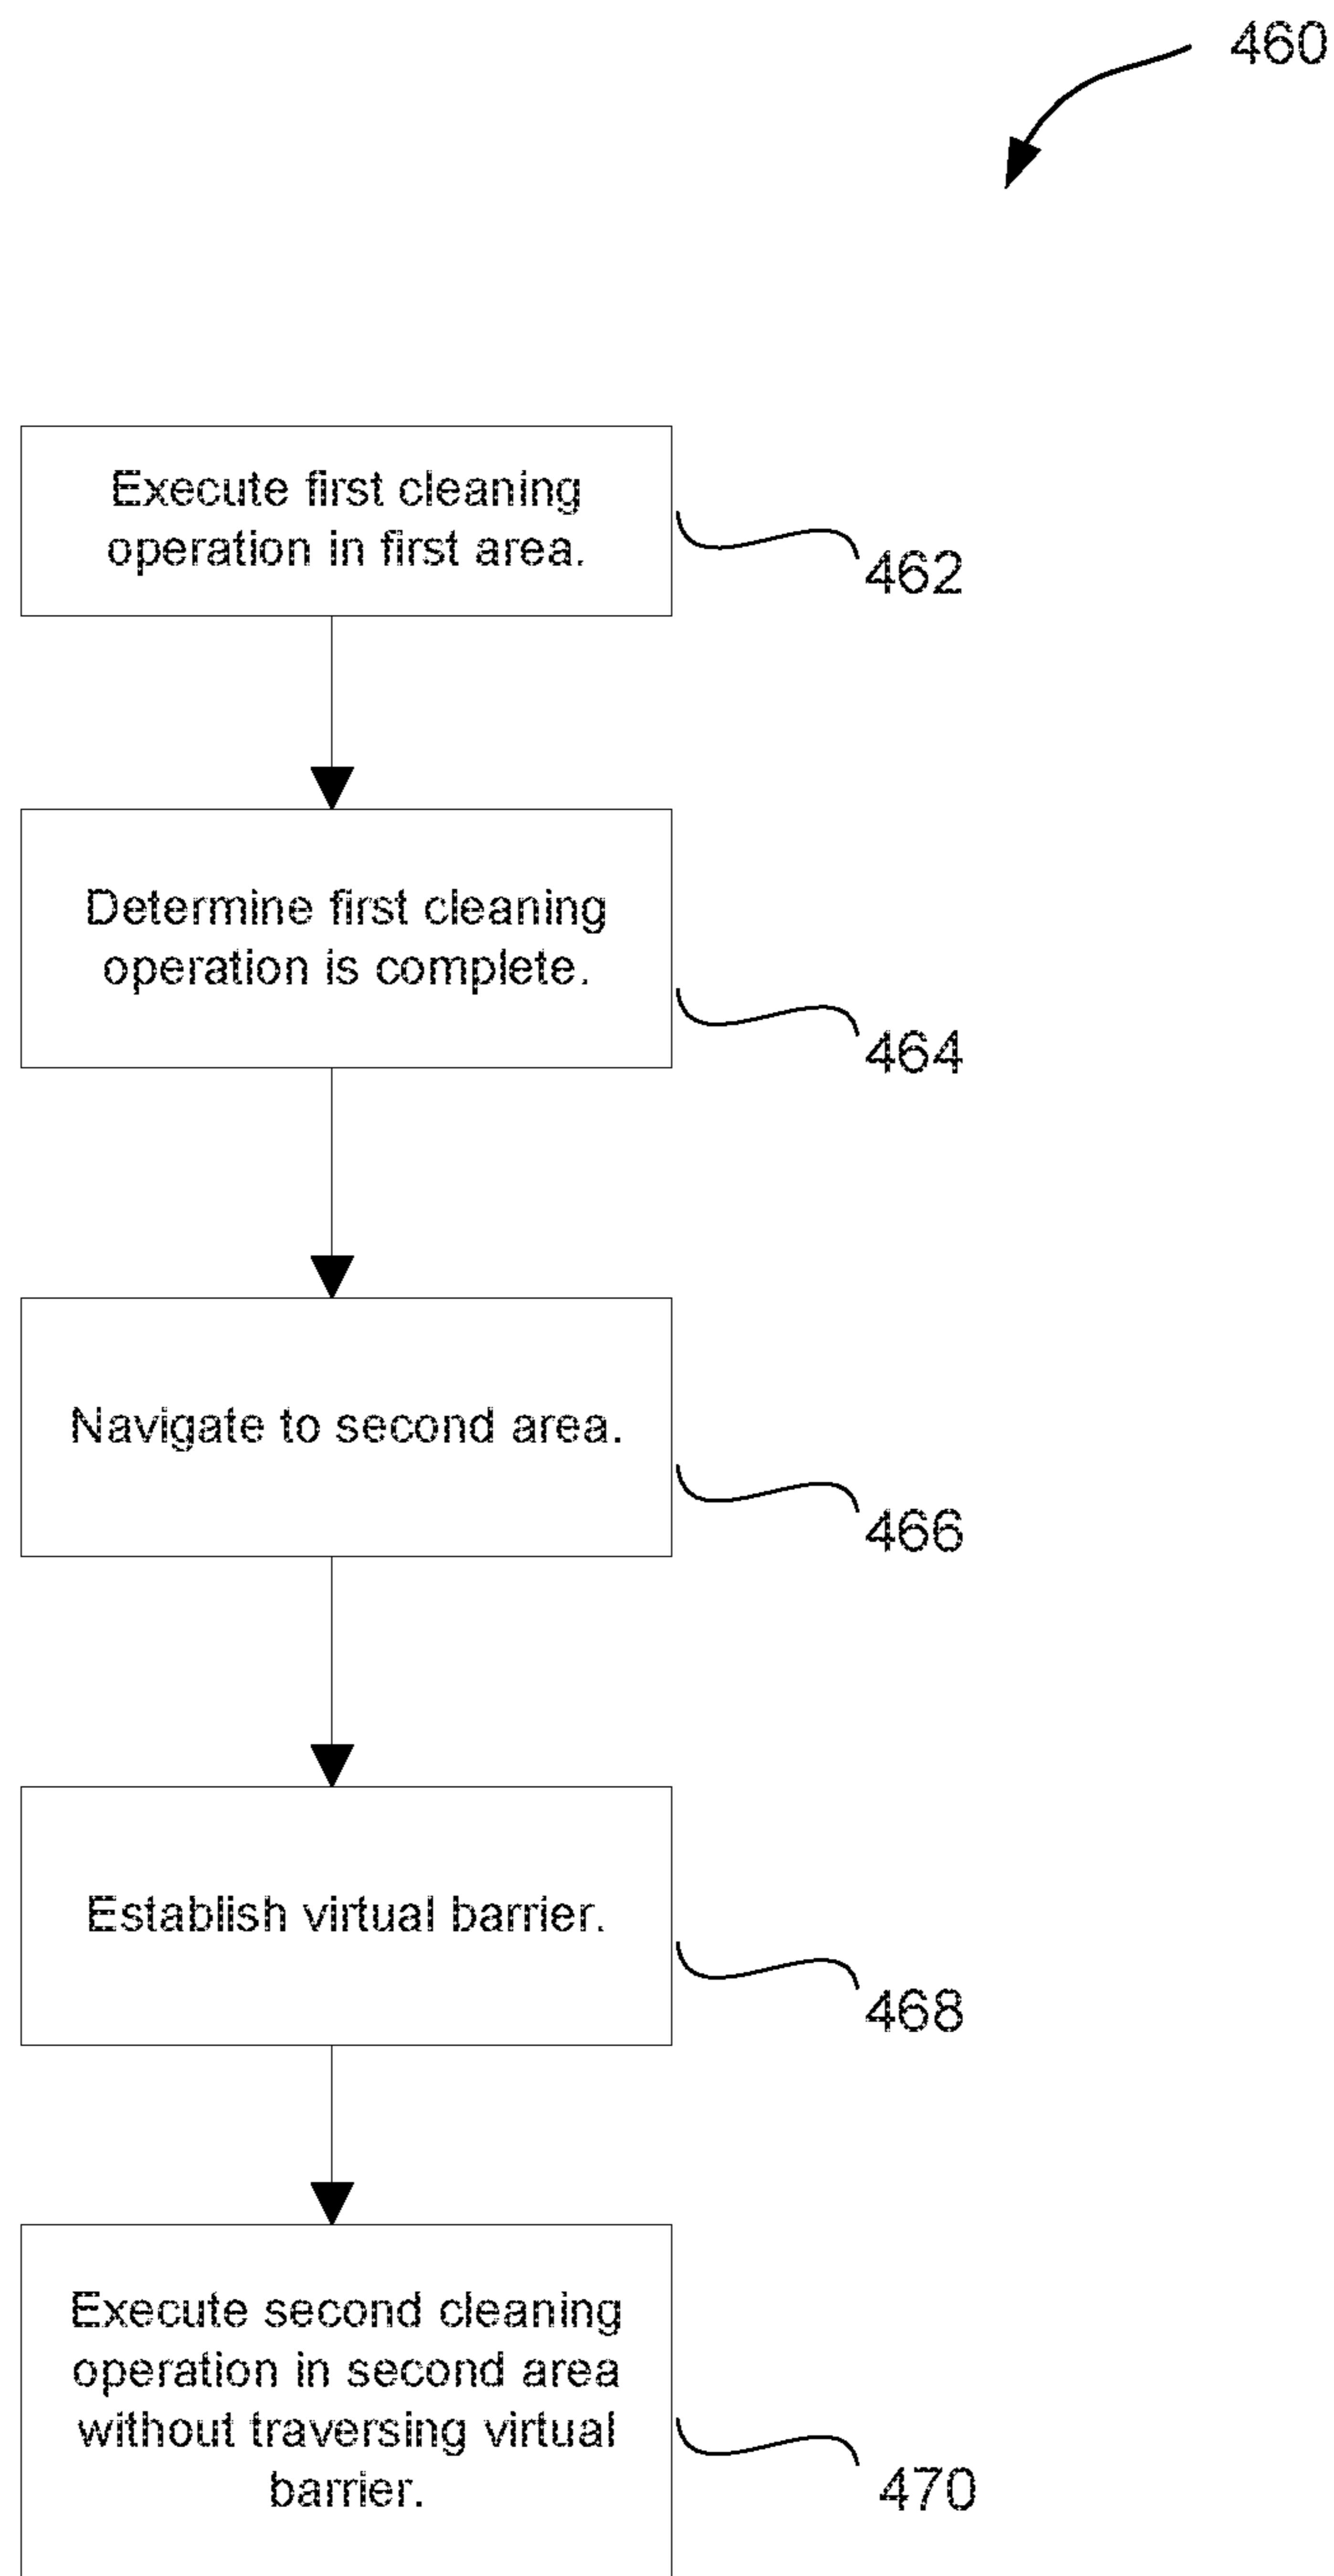 460
Execute first cleaning
operation in first area.
462
Determine first cleaning
operation is complete.
464
Navigate to second area.
466
Establish virtual barrier.
468
Execute second cleaning
operation in second area
without traversing virtual
barrier.
470